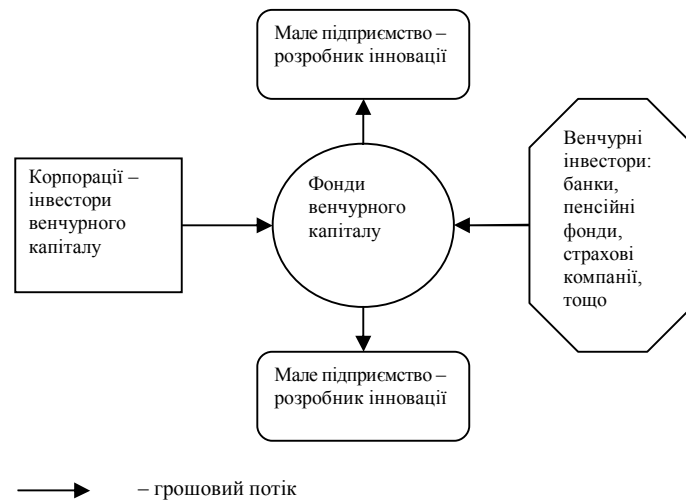 Мале підприємство –
розробник інновації
Корпорації –
інвестори
венчурного
капіталу
Фонди
венчурного
капіталу
Венчурні
інвестори:
банки,
пенсійні
фонди,
страхові
компанії,
тощо
Мале підприємство –
розробник інновації
– грошовий потік